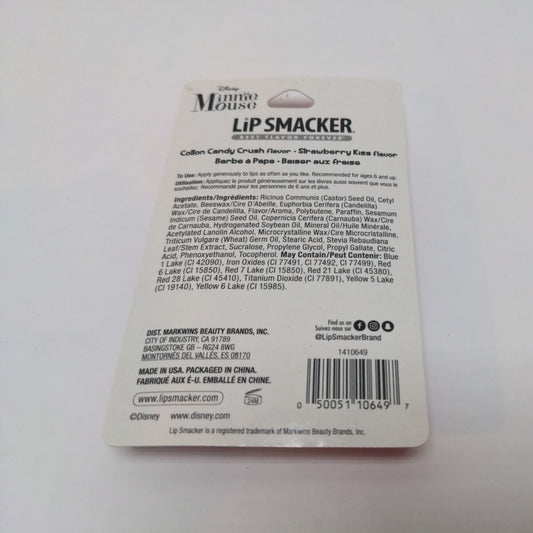 Disney
Minnie
Mouse
LiP SMACKER®
BEST FLAVOR FOREVER®
Cotton Candy Crush flavor • Strawberry Kiss flavor
Barbe à Papa • Baiser aux fraise
To Use: Apply generously to lips as often as you like. Recommended for ages 6 and up.
Utilisation: Appliquez le produit généreusement sur les lèvres aussi souvent que vous le
souhaitez. Recommandé pour les personnes de 6 ans et plus.
Ingredients/Ingrédients: Ricinus Communis (Castor) Seed Oil, Cetyl
Acetate, Beeswax/Cire D'Abeille, Euphorbia Cerifera (Candelilla)
Wax/Cire de Candelilla, Flavor/Aroma, Polybutene, Paraffin, Sesamum
Indicum (Sesame) Seed Oil, Copernicia Cerifera (Carnauba) Wax/Cire
de Carnauba, Hydrogenated Soybean Oil, Mineral Oil/Huile Minérale,
Acetylated Lanolin Alcohol, Microcrystalline Wax/Cire Microcristalline,
Triticum Vulgare (Wheat) Germ Oil, Stearic Acid, Stevia Rebaudiana
Leaf/Stem Extract, Sucralose, Propylene Glycol, Propyl Gallate, Citric
Acid, Phenoxyethanol, Tocopherol. May Contain/Peut Contenir: Blue
1 Lake (CI 42090), Iron Oxides (CI 77491, CI 77492, CI 77499), Red
6 Lake (CI 15850), Red 7 Lake (CI 15850), Red 21 Lake (CI 45380),
Red 28 Lake (CI 45410), Titanium Dioxide (CI 77891), Yellow 5 Lake
(CI 19140), Yellow 6 Lake (CI 15985).
Find us on
Suivez-nous sur
@LipSmackerBrand
DIST. MARKWINS BEAUTY BRANDS, INC.
CITY OF INDUSTRY, CA 91789
BASINGSTOKE GB - RG24 8WG
MONTORNÉS DEL VALLÈS, ES 08170
1410649
MADE IN USA. PACKAGED IN CHINA.
FABRIQUÉ AUX É-U. EMBALLÉ EN CHINE.
www.lipsmacker.com
24M
0 50051 10649 7
©Disney www.disney.com
Lip Smacker is a registered trademark of Markwins Beauty Brands, Inc.